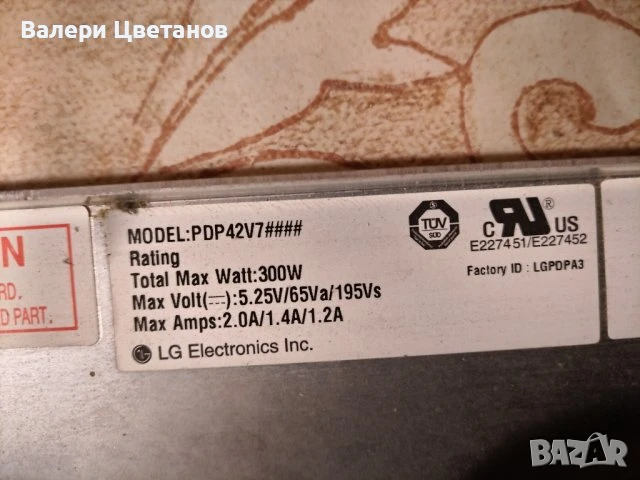 Валери Цветанов
N
RD.
D PART.
MODEL:PDP42V7####
Rating
Total Max Watt:300W
Max Volt(⎓):5.25V/65Va/195Vs
Max Amps:2.0A/1.4A/1.2A
LG Electronics Inc.
TÜV
SÜD
C RU ® US
E227451/E227452
Factory ID : LGPDPA3
BAZAR